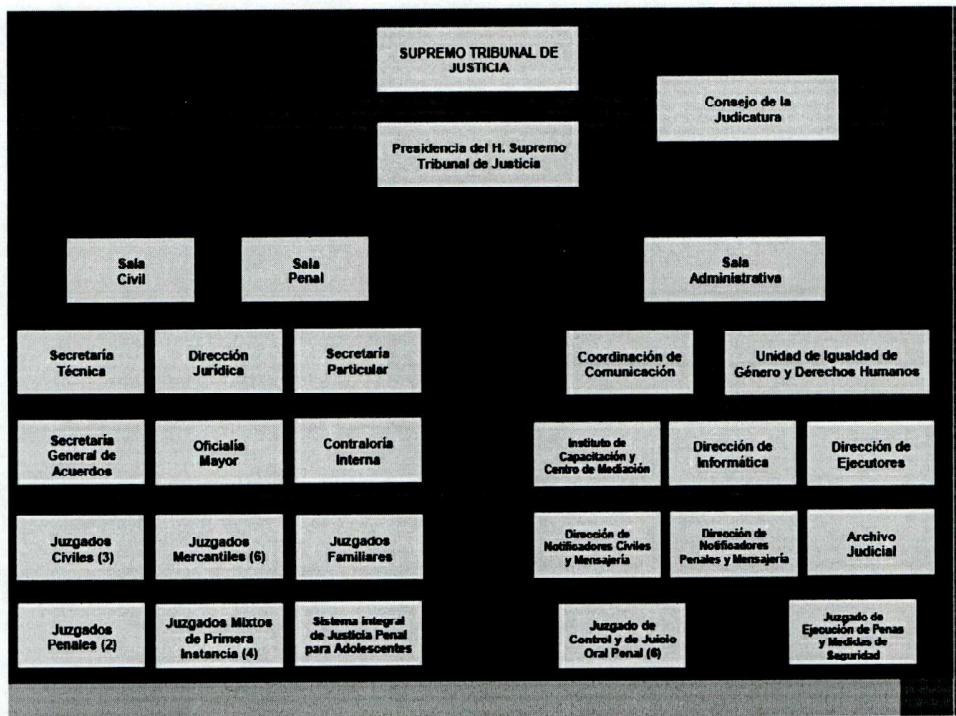 SUPREMO TRIBUNAL DE
JUSTICIA
Consejo de la
Judicatura
Presidencia del H. Supremo
Tribunal de Justicia
Sala
Civil
Sala
Penal
Sala
Administrativa
Secretaría
Técnica
Dirección
Jurídica
Secretaría
Particular
Coordinación de
Comunicación
Unidad de Igualdad de
Género y Derechos Humanos
Secretaría
General de
Acuerdos
Oficialía
Mayor
Contraloría
Interna
Instituto de
Capacitación y
Centro de Mediación
Dirección de
Informática
Dirección de
Ejecutores
Juzgados
Civiles (3)
Juzgados
Mercantiles (6)
Juzgados
Familiares
Dirección de
Notificadores Civiles
y Mensajería
Dirección de
Notificadores
Penales y Mensajería
Archivo
Judicial
Juzgados
Penales (2)
Juzgados Mixtos
de Primera
Instancia (4)
Sistema integral
de Justicia Penal
para Adolescentes
Juzgado de
Control y de Juicio
Oral Penal (6)
Juzgado de
Ejecución de Penas
y Medidas de
Seguridad